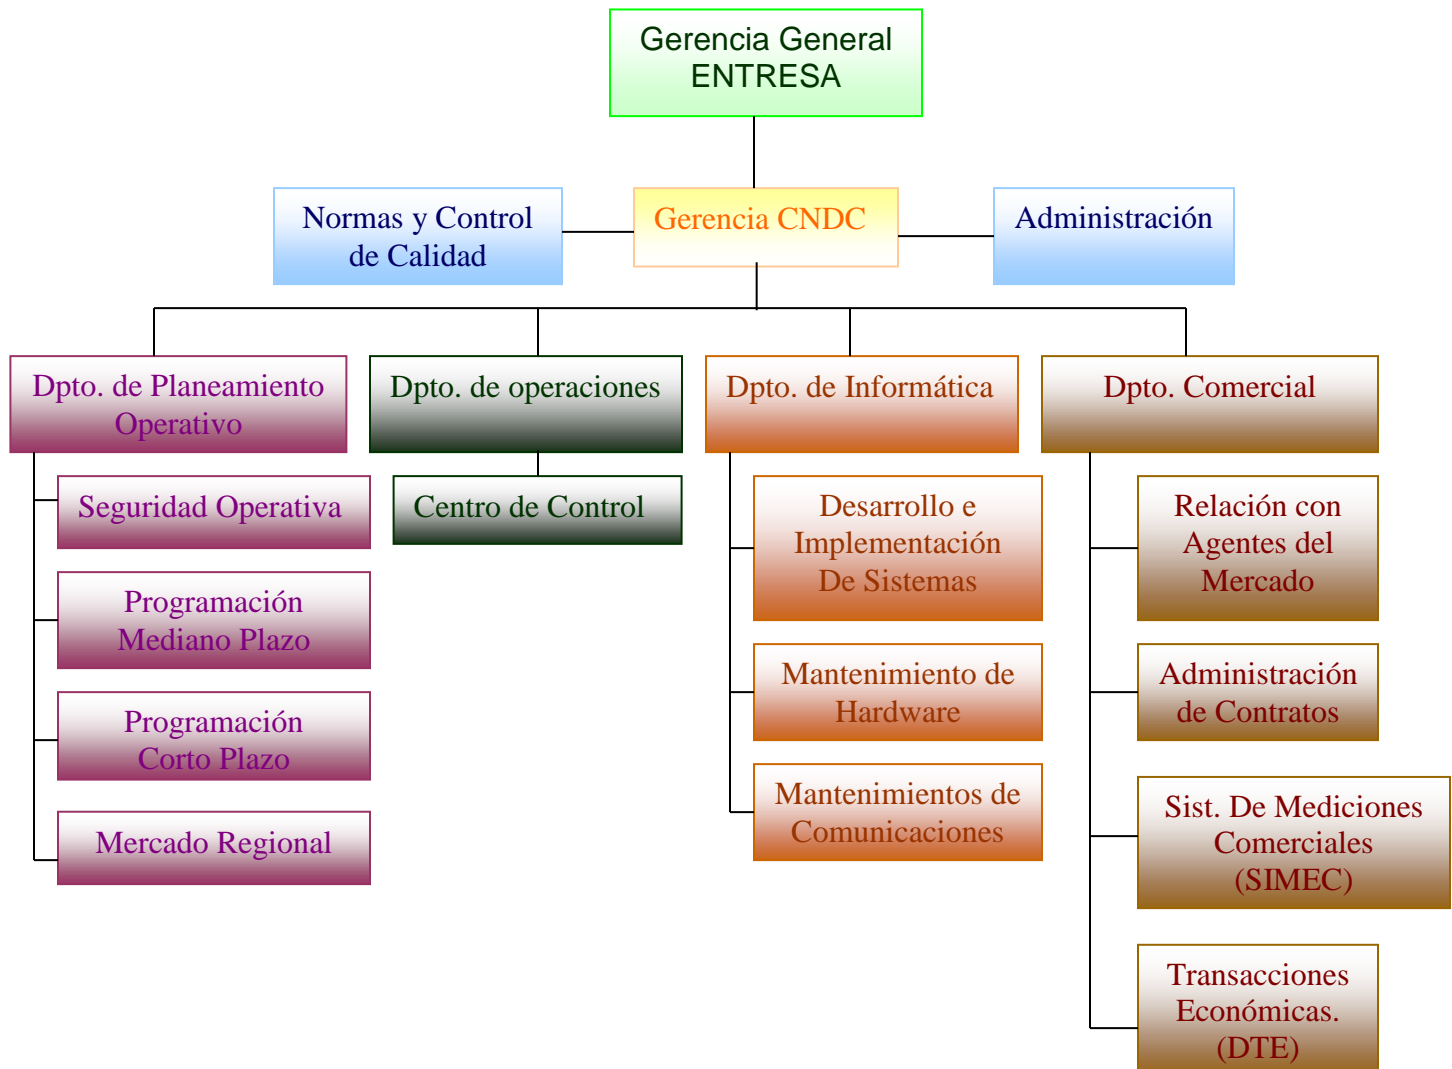 Gerencia General
ENTRESA
Normas y Control
de Calidad
Gerencia CNDC
Administración
Dpto. de Planeamiento
Operativo
Dpto. de operaciones
Dpto. de Informática
Dpto. Comercial
Seguridad Operativa
Programación
Mediano Plazo
Programación
Corto Plazo
Mercado Regional
Centro de Control
Desarrollo e
Implementación
De Sistemas
Mantenimiento de
Hardware
Mantenimientos de
Comunicaciones
Relación con
Agentes del
Mercado
Administración
de Contratos
Sist. De Mediciones
Comerciales
(SIMEC)
Transacciones
Económicas.
(DTE)